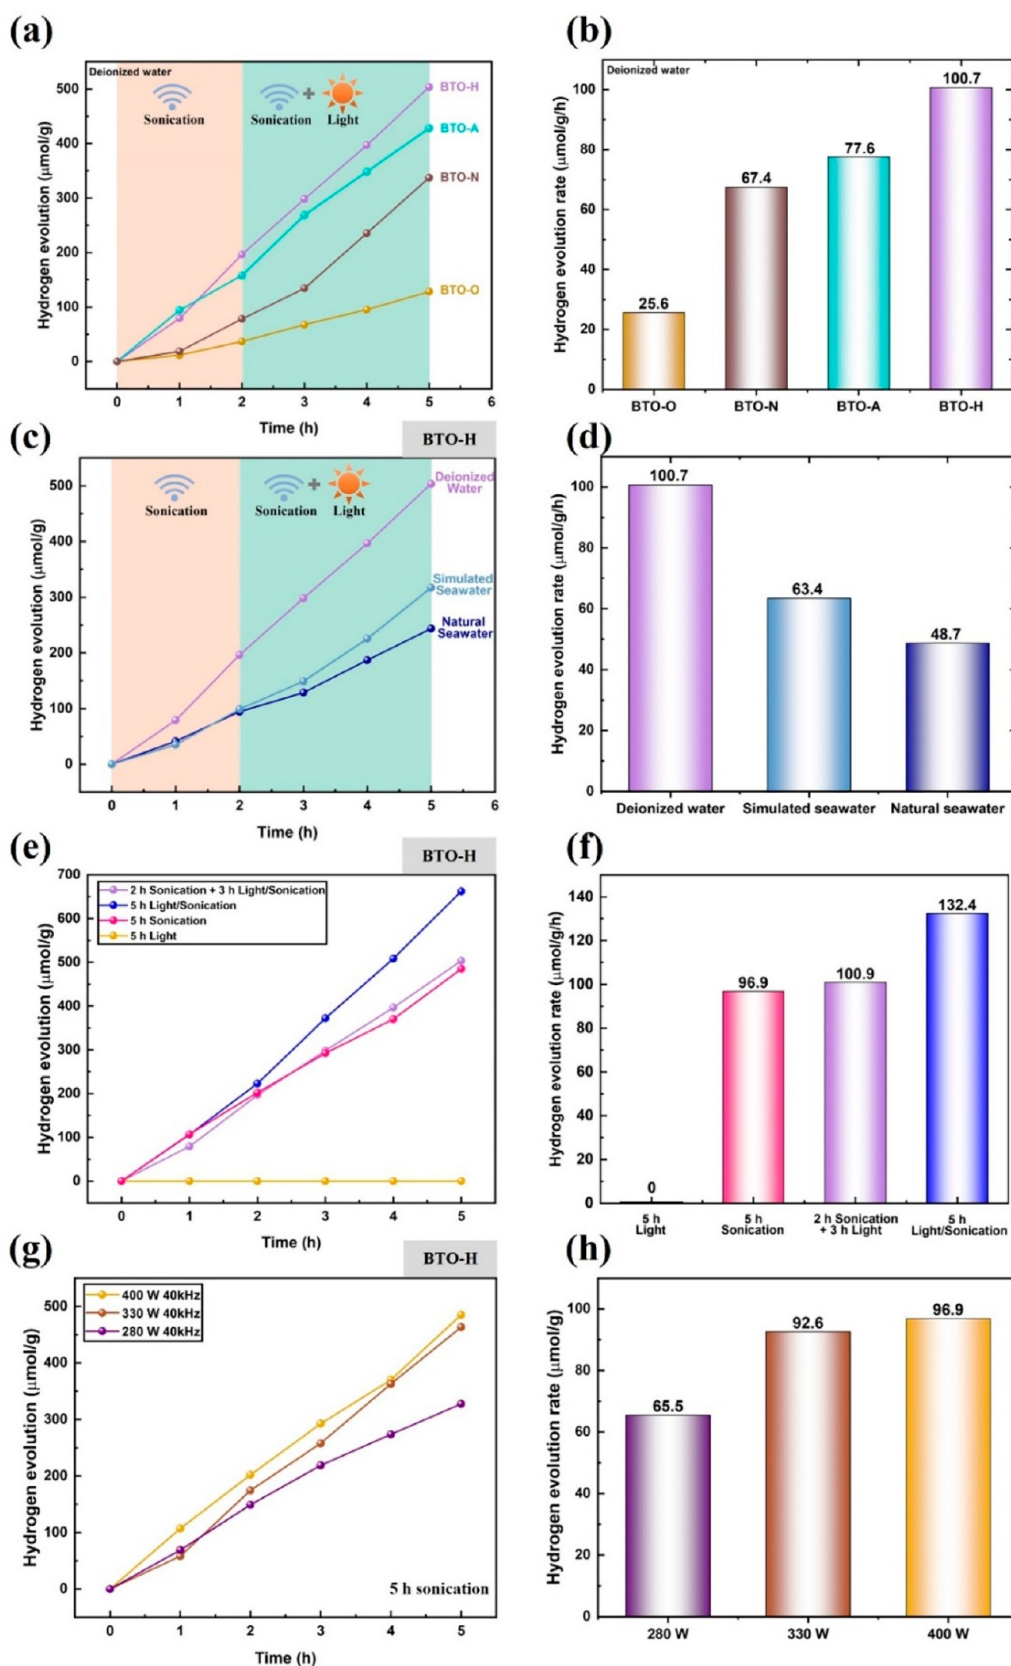 (a)
Deionized water
Sonication
Sonication
Light
BTO-H
BTO-A
BTO-N
BTO-O
Hydrogen evolution (μmol/g)
500
400
300
200
100
0
0 1 2 3 4 5 6
Time (h)
(b)
Deionized water
Hydrogen evolution rate (μmol/g/h)
100
80
60
40
20
0
25.6
67.4
77.6
100.7
BTO-O BTO-N BTO-A BTO-H
(c)
BTO-H
Sonication
Sonication
Light
Deionized
Water
Simulated
Seawater
Natural
Seawater
Hydrogen evolution (μmol/g)
500
400
300
200
100
0
0 1 2 3 4 5 6
Time (h)
(d)
Hydrogen evolution rate (μmol/g/h)
100
80
60
40
20
0
100.7
63.4
48.7
Deionized water Simulated seawater Natural seawater
(e)
BTO-H
2 h Sonication + 3 h Light/Sonication
5 h Light/Sonication
5 h Sonication
5 h Light
Hydrogen evolution (μmol/g)
700
600
500
400
300
200
100
0
0 1 2 3 4 5
Time (h)
(f)
Hydrogen evolution rate (μmol/g/h)
140
120
100
80
60
40
20
0
0
96.9
100.9
132.4
5 h
Light
5 h
Sonication
2 h Sonication
+ 3 h Light
5 h
Light/Sonication
(g)
BTO-H
400 W 40kHz
330 W 40kHz
280 W 40kHz
Hydrogen evolution (μmol/g)
500
400
300
200
100
0
5 h sonication
0 1 2 3 4 5
Time (h)
(h)
Hydrogen evolution rate (μmol/g/h)
100
80
60
40
20
0
65.5
92.6
96.9
280 W 330 W 400 W